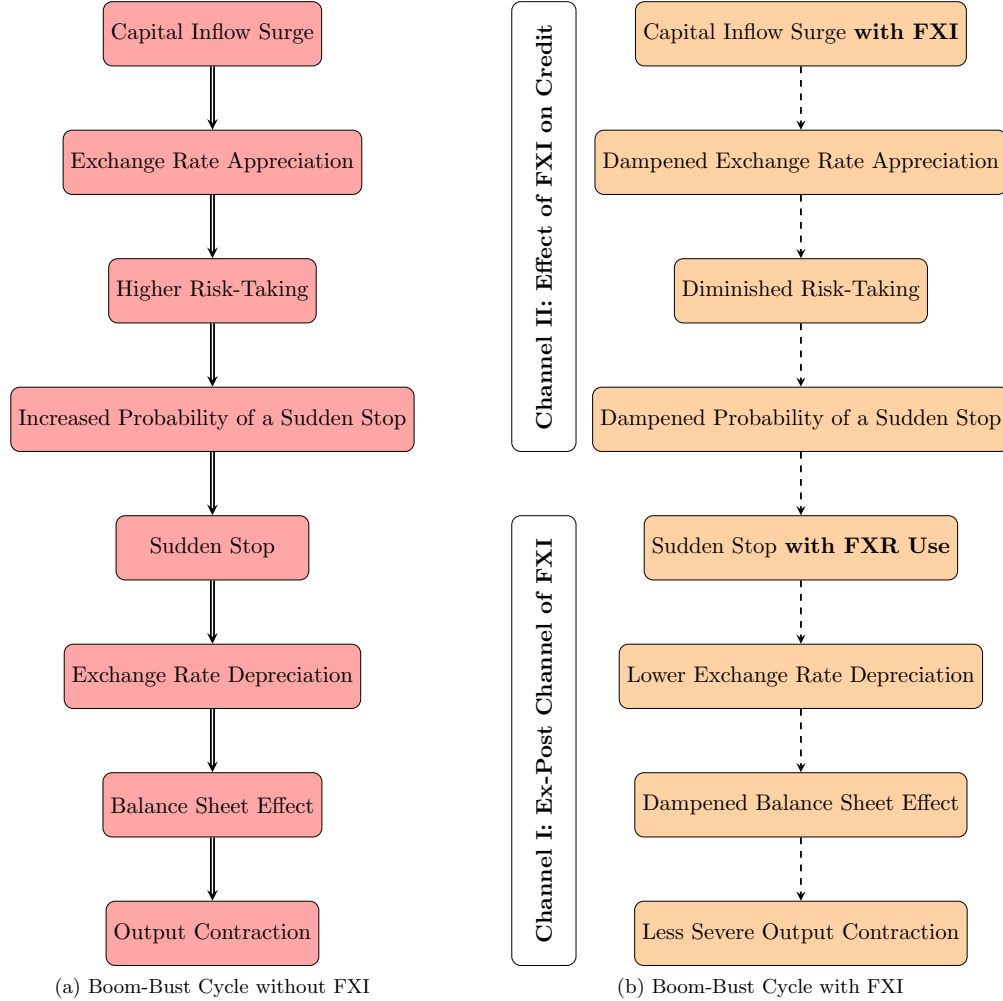 Capital Inflow Surge
Exchange Rate Appreciation
Higher Risk-Taking
Increased Probability of a Sudden Stop
Sudden Stop
Exchange Rate Depreciation
Balance Sheet Effect
Output Contraction
(a) Boom-Bust Cycle without FXI
Channel II: Effect of FXI on Credit
Channel I: Ex-Post Channel of FXI
Capital Inflow Surge with FXI
Dampened Exchange Rate Appreciation
Diminished Risk-Taking
Dampened Probability of a Sudden Stop
Sudden Stop with FXR Use
Lower Exchange Rate Depreciation
Dampened Balance Sheet Effect
Less Severe Output Contraction
(b) Boom-Bust Cycle with FXI